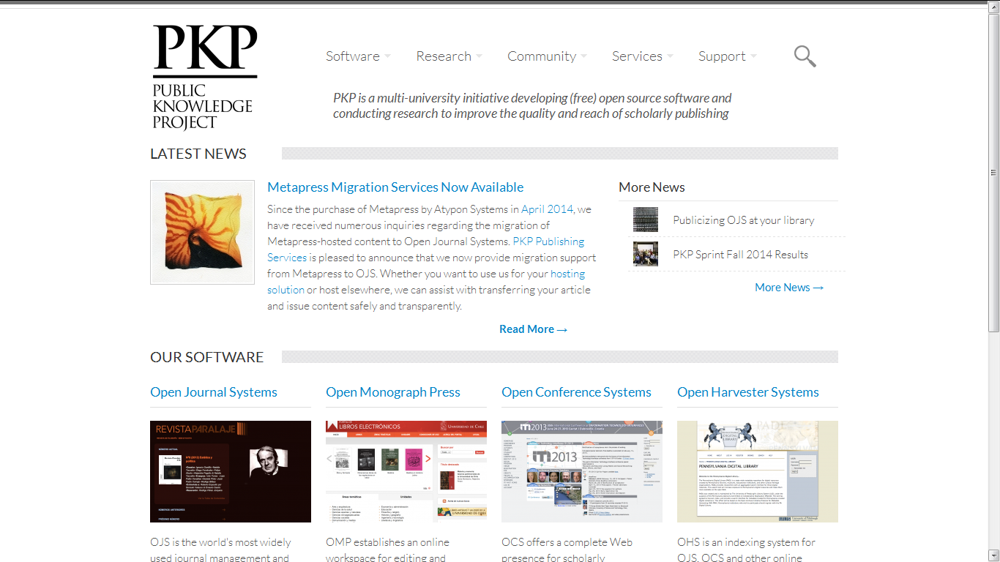 PKP
PUBLIC
KNOWLEDGE
PROJECT
Software
Research
Community
Services
Support
PKP is a multi-university initiative developing (free) open source software and
conducting research to improve the quality and reach of scholarly publishing
LATEST NEWS
Metapress Migration Services Now Available
Since the purchase of Metapress by Atypon Systems in April 2014, we
have received numerous inquiries regarding the migration of
Metapress-hosted content to Open Journal Systems. PKP Publishing
Services is pleased to announce that we now provide migration support
from Metapress to OJS. Whether you want to use us for your hosting
solution or host elsewhere, we can assist with transferring your article
and issue content safely and transparently.
Read More →
More News
Publicizing OJS at your library
PKP Sprint Fall 2014 Results
More News →
OUR SOFTWARE
Open Journal Systems
Open Monograph Press
Open Conference Systems
Open Harvester Systems
REVISTAPARALAJE
LIBROS ELECTRÓNICOS
UNIVERSIDAD DE CHILE
iti 2013
iti 2013
PENNSYLVANIA
DIGITAL
LIBRARY
PENNSYLVANIA DIGITAL LIBRARY
OJS is the world's most widely
used journal management and
OMP establishes an online
workspace for editing and
OCS offers a complete Web
presence for scholarly
OHS is an indexing system for
OJS, OCS and other online